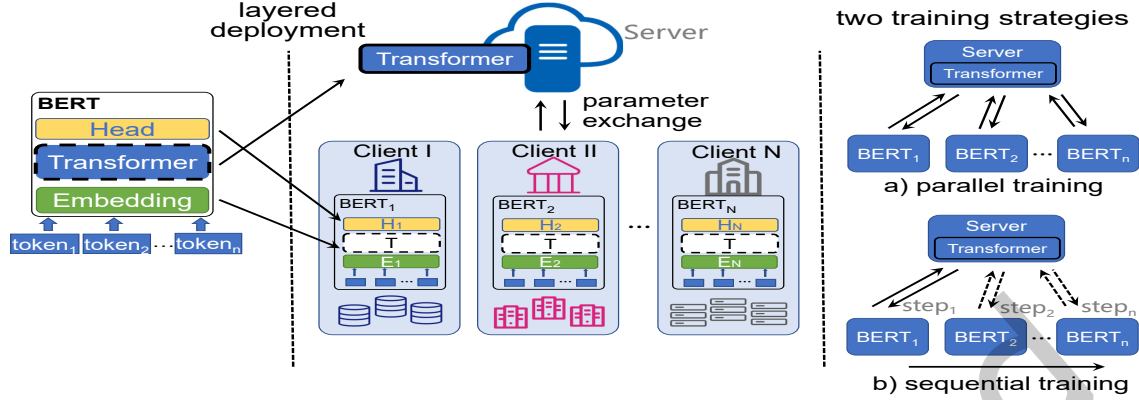 layered
deployment
BERT
Head
Transformer
Embedding
token1 token2 ... tokenn
Transformer
Server
parameter
exchange
Client I
BERT1
H1
T
E1
...
Client II
BERT2
H2
T
E2
...
...
Client N
BERTN
HN
T
EN
...
two training strategies
Server
Transformer
BERT1 BERT2 ... BERTn
a) parallel training
Server
Transformer
step1 step2 stepn
BERT1 BERT2 ... BERTn
b) sequential training